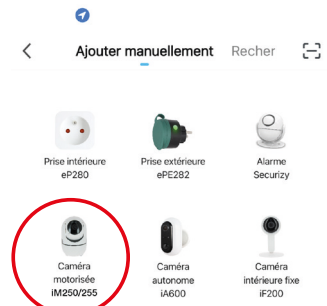 Ajouter manuellement Recher
Prise intérieure
eP280
Prise extérieure
ePE282
Alarme
Securizy
Caméra
motorisée
iM250/255
Caméra
autonome
iA600
Caméra
intérieure fixe
iF200